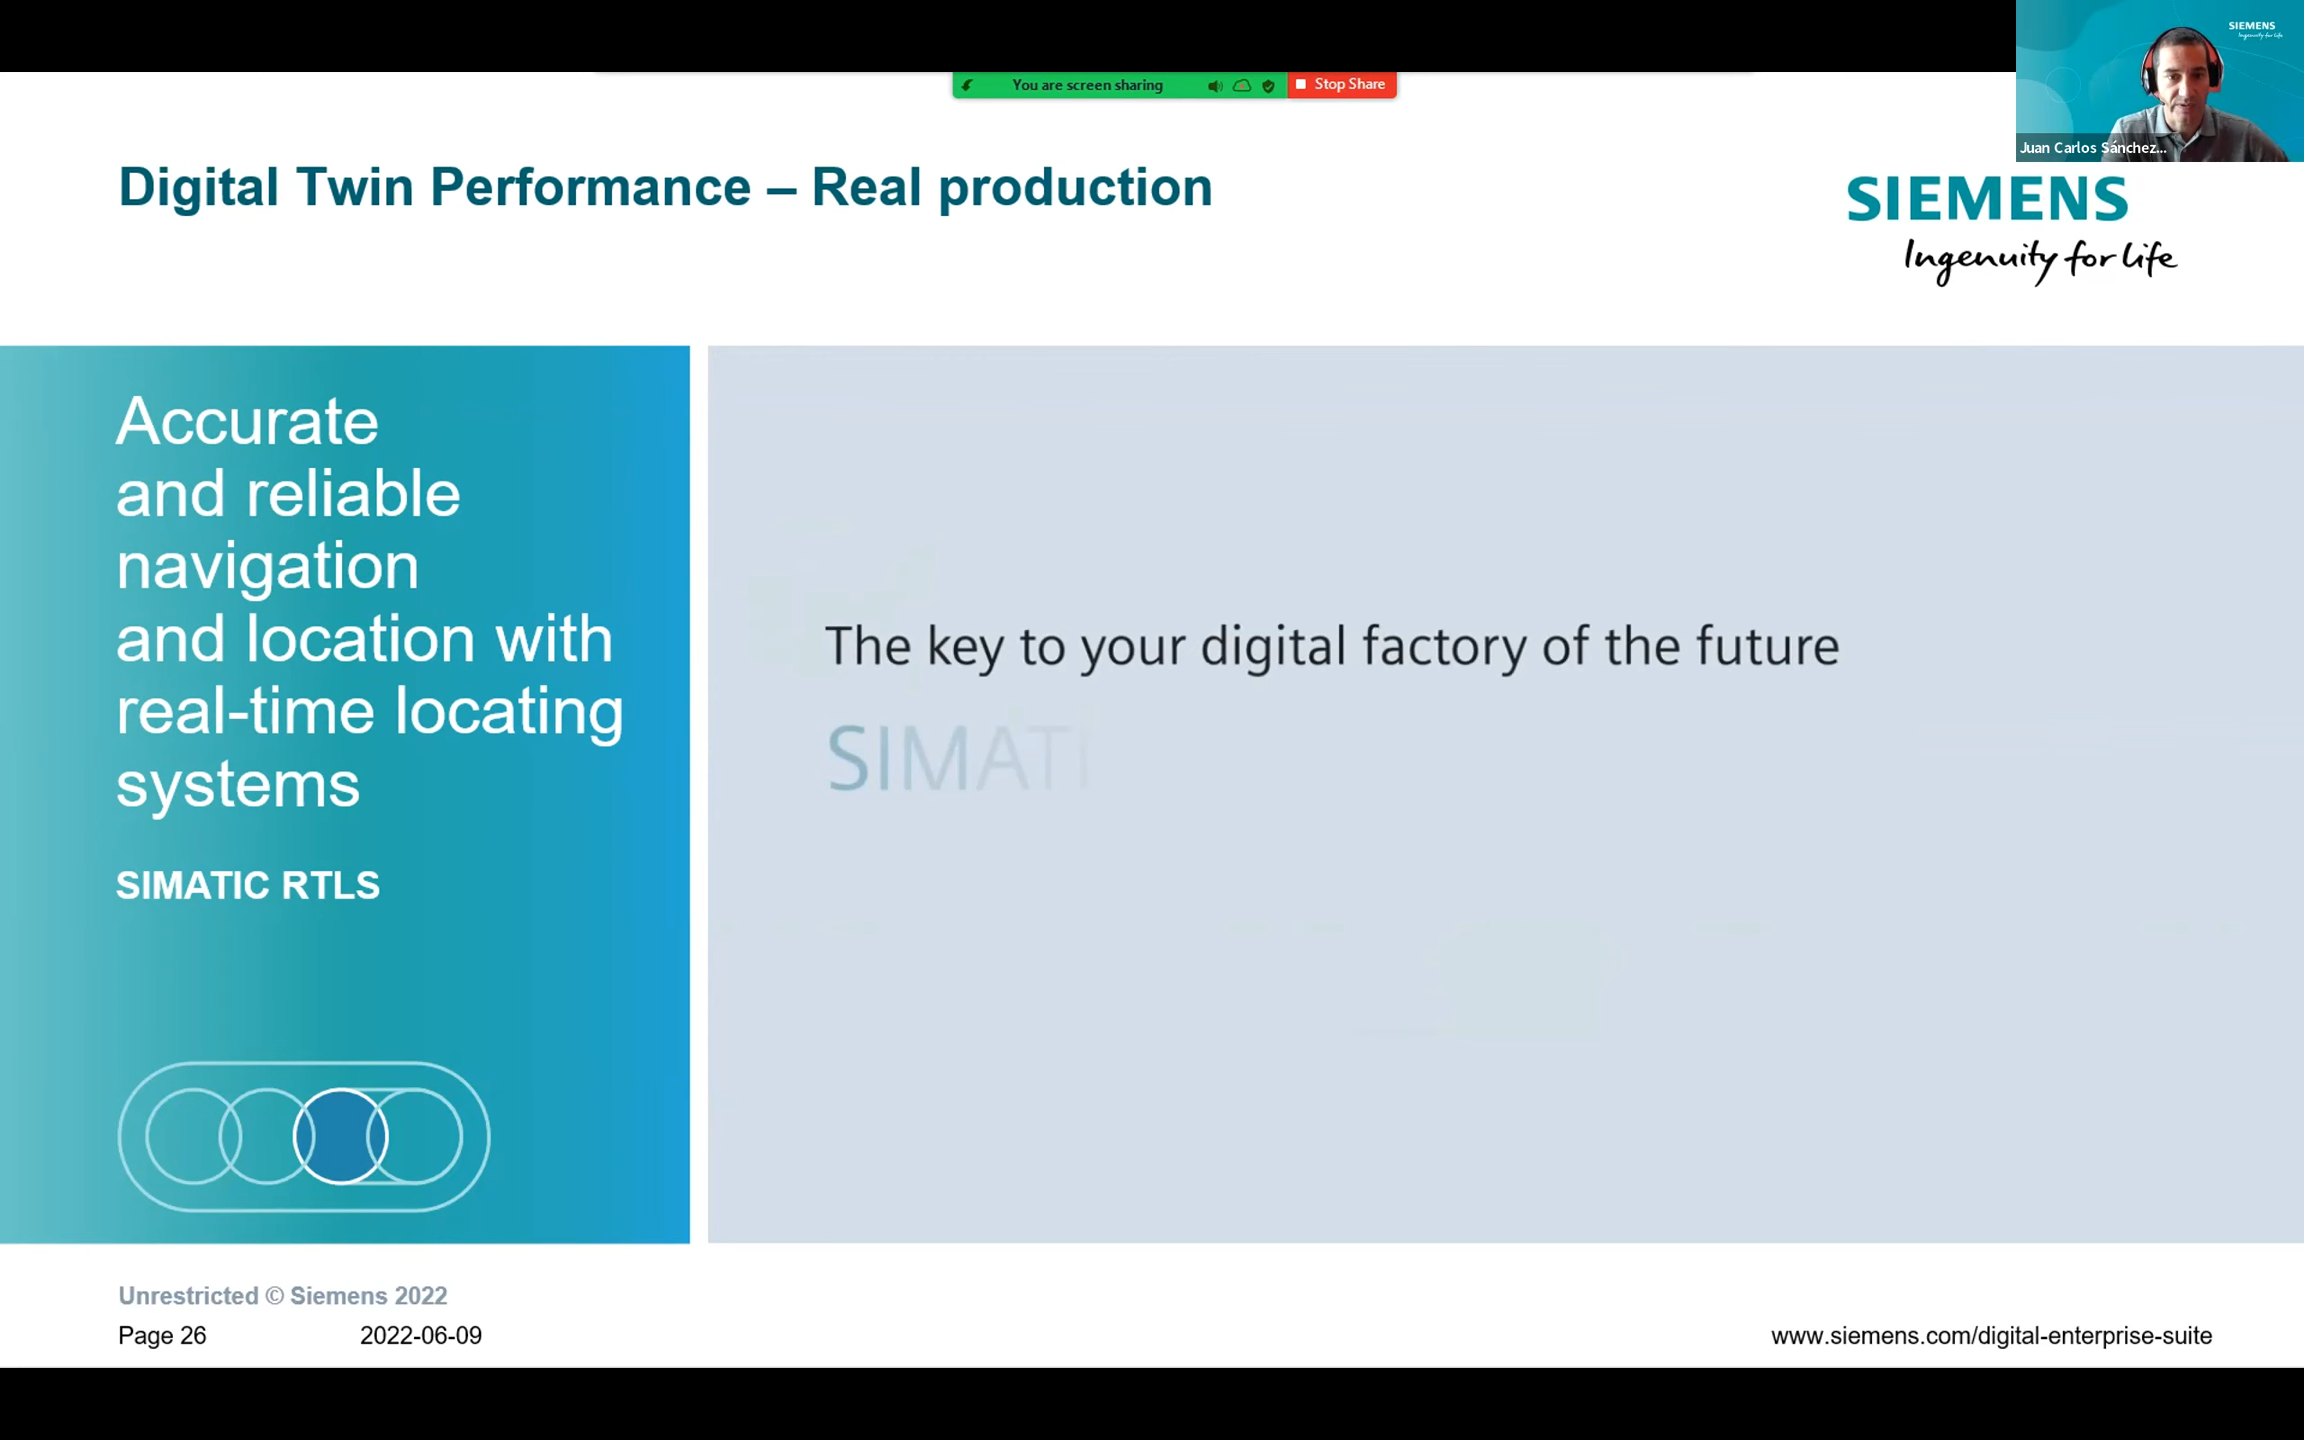 You are screen sharing
Stop Share
SIEMENS
Ingenuity for life
Juan Carlos Sánchez...
Digital Twin Performance – Real production
SIEMENS
Ingenuity for life
Accurate
and reliable
navigation
and location with
real-time locating
systems
SIMATIC RTLS
The key to your digital factory of the future
SIMATI
Unrestricted © Siemens 2022
Page 26
2022-06-09
www.siemens.com/digital-enterprise-suite